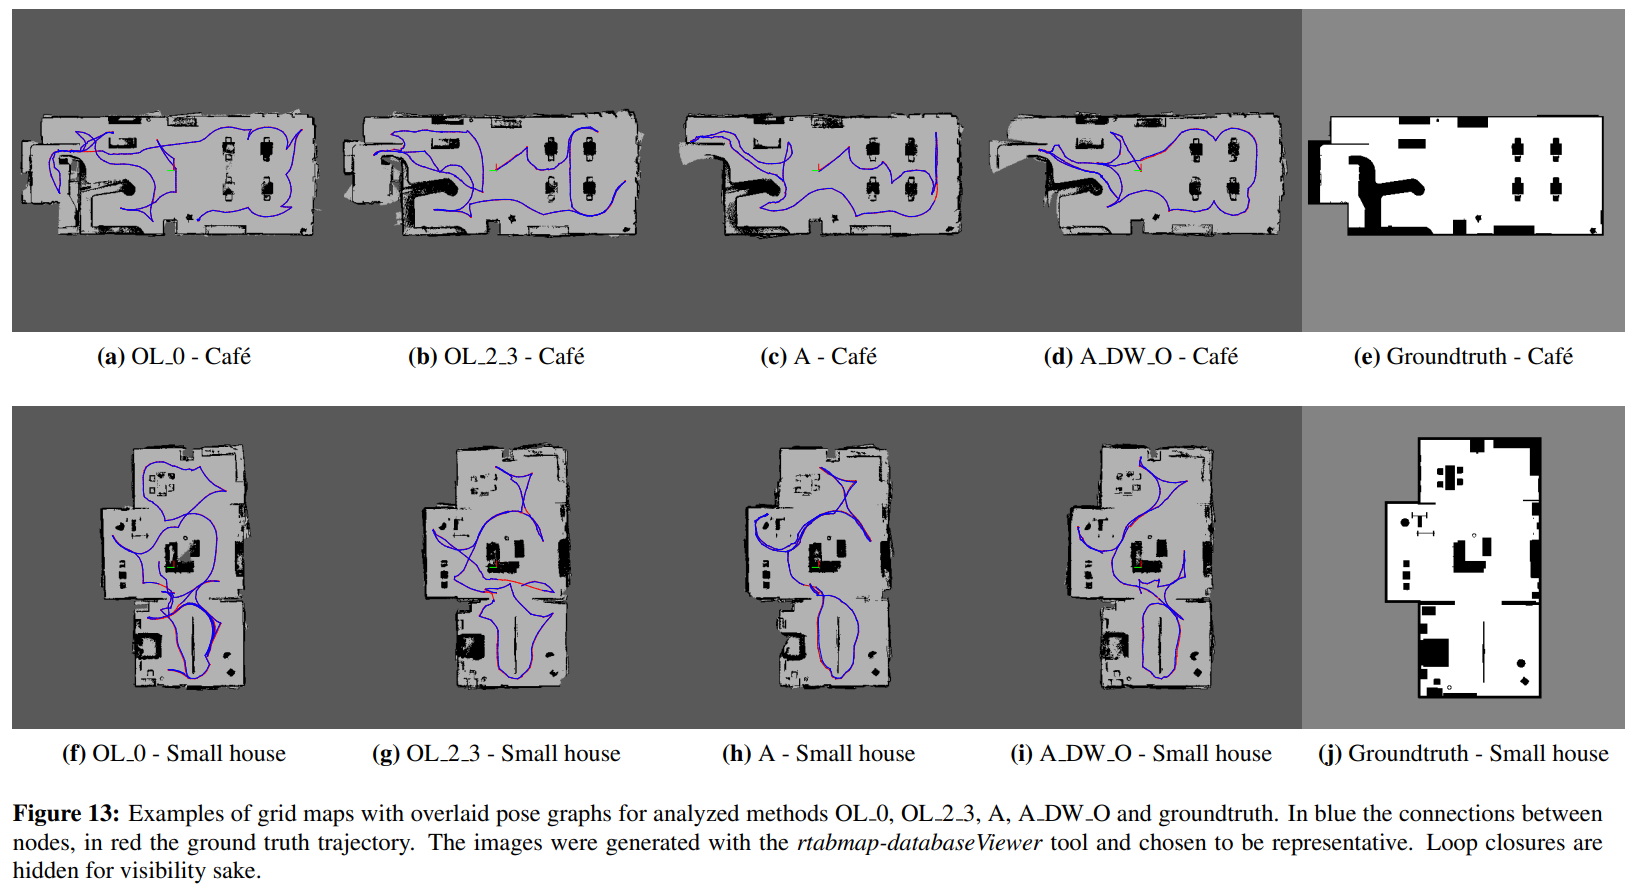 (a) OL_0 - Café
(b) OL_2_3 - Café
(c) A - Café
(d) A_DW_O - Café
(e) Groundtruth - Café
(f) OL_0 - Small house
(g) OL_2_3 - Small house
(h) A - Small house
(i) A_DW_O - Small house
(j) Groundtruth - Small house
Figure 13: Examples of grid maps with overlaid pose graphs for analyzed methods OL_0, OL_2_3, A, A_DW_O and groundtruth. In blue the connections between
nodes, in red the ground truth trajectory. The images were generated with the rtabmap-databaseViewer tool and chosen to be representative. Loop closures are
hidden for visibility sake.